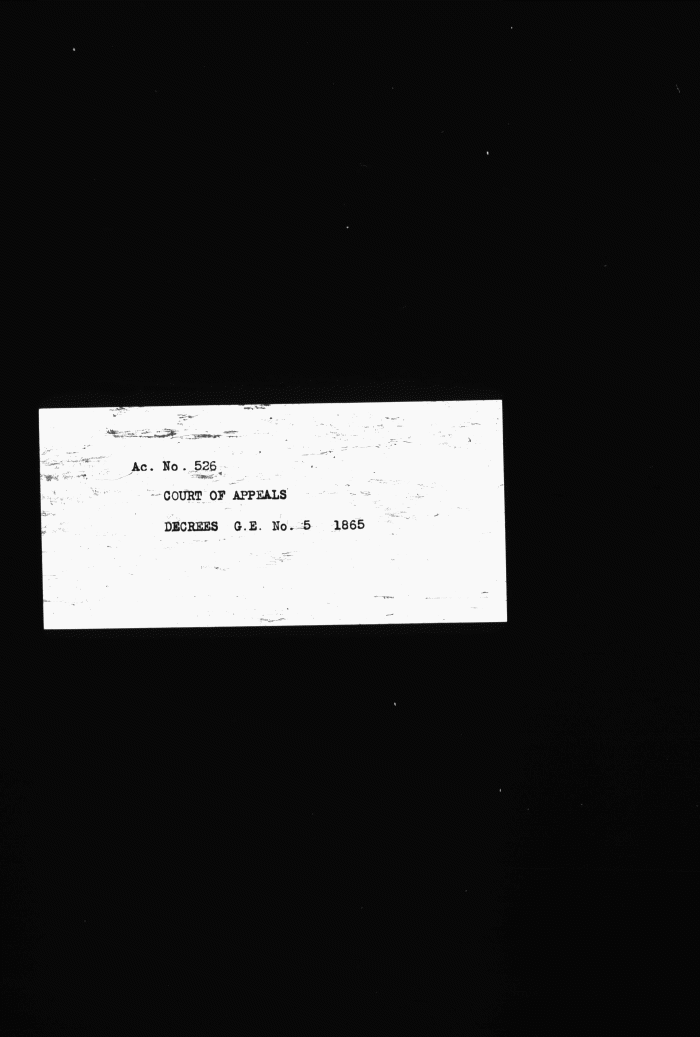 Ac. No. 526
COURT OF APPEALS
DECREES G.E. No. 5 1865